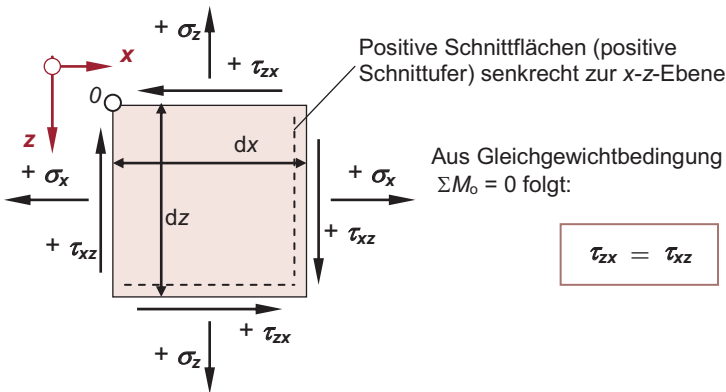 + σz
x
+ τzx
Positive Schnittflächen (positive
Schnittufer) senkrecht zur x-z-Ebene
0
z
dx
+ σx
+ σx
Aus Gleichgewichtbedingung
ΣMo = 0 folgt:
dz
+ τxz
+ τxz
τzx = τxz
+ τzx
+ σz